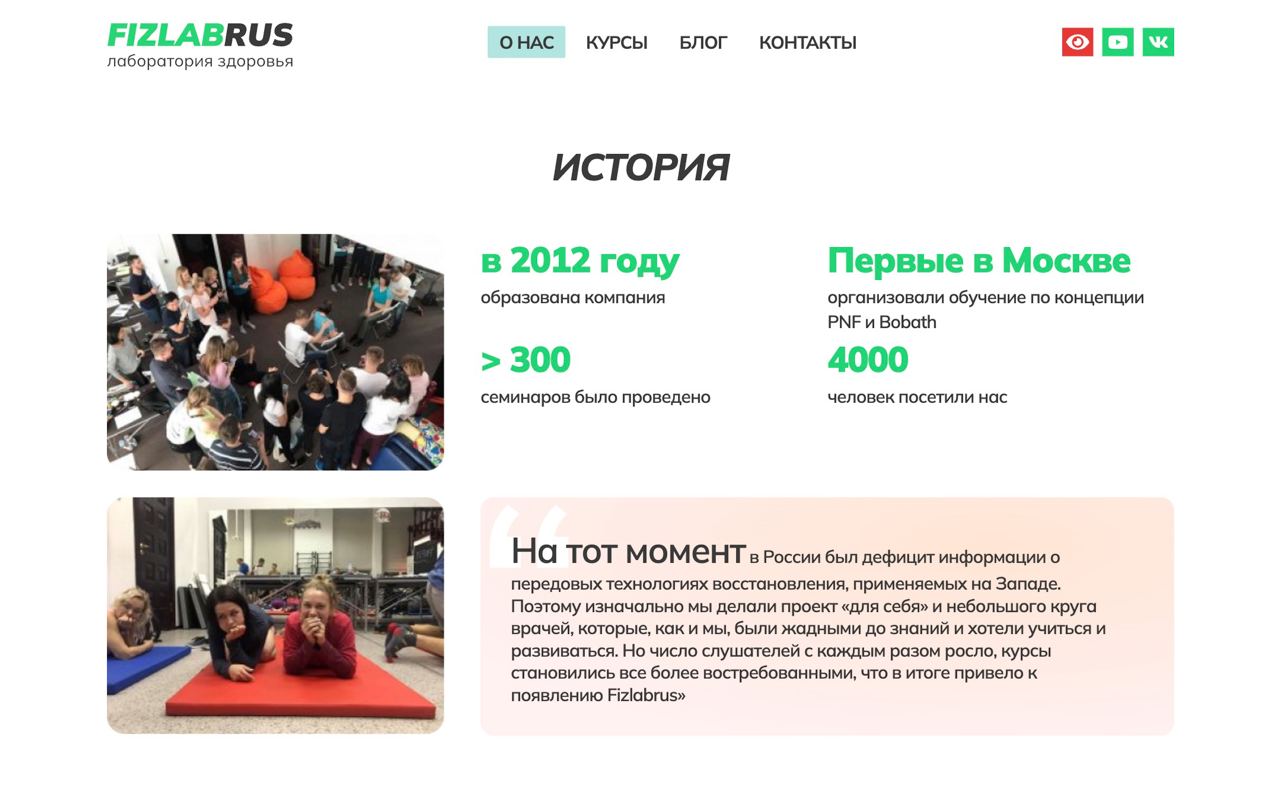 FIZLABRUS
лаборатория здоровья
О НАС
КУРСЫ
БЛОГ
КОНТАКТЫ
ИСТОРИЯ
в 2012 году
образована компания
Первые в Москве
организовали обучение по концепции
PNF и Bobath
> 300
семинаров было проведено
4000
человек посетили нас
На тот момент в России был дефицит информации о
передовых технологиях восстановления, применяемых на Западе.
Поэтому изначально мы делали проект «для себя» и небольшого круга
врачей, которые, как и мы, были жадными до знаний и хотели учиться и
развиваться. Но число слушателей с каждым разом росло, курсы
становились все более востребованными, что в итоге привело к
появлению Fizlabrus»